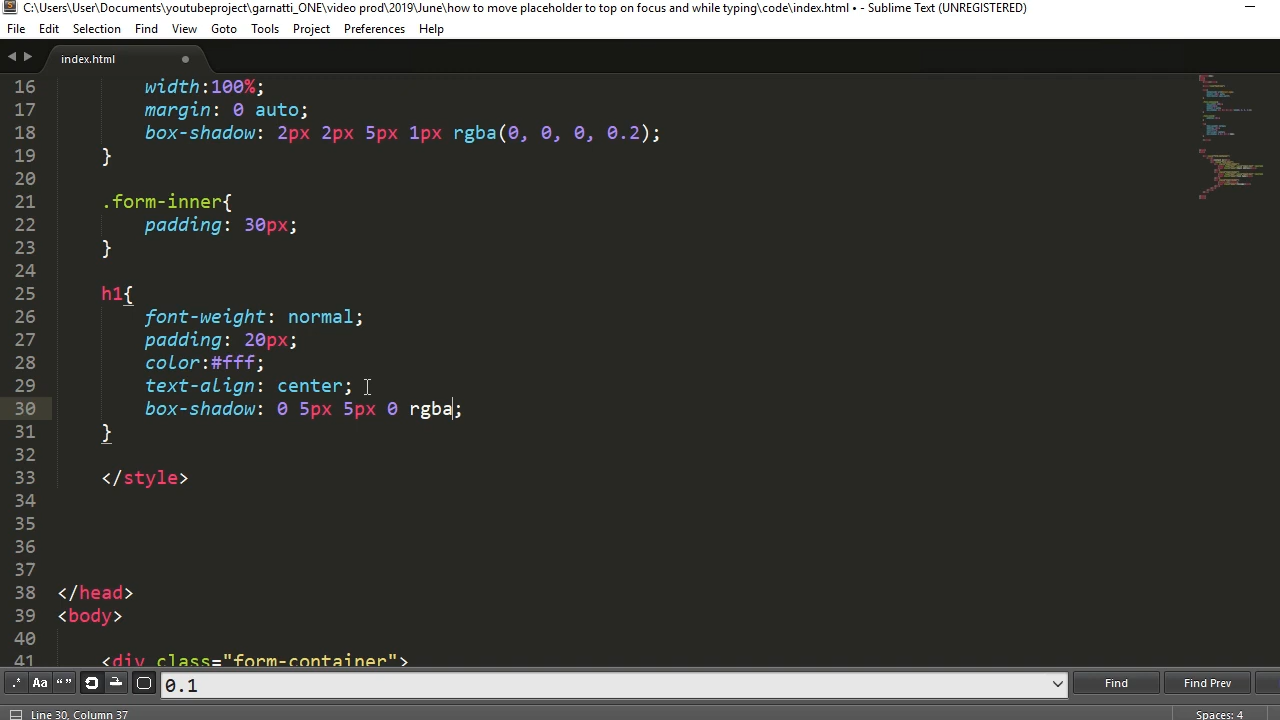 C:\Users\User\Documents\youtubeproject\garnatti_ONE\video prod\2019\June\how to move placeholder to top on focus and while typing\code\index.html • - Sublime Text (UNREGISTERED)
File Edit Selection Find View Goto Tools Project Preferences Help
index.html
16 width:100%;
17 margin: 0 auto;
18 box-shadow: 2px 2px 5px 1px rgba(0, 0, 0, 0.2);
19 }
20
21 .form-inner{
22 padding: 30px;
23 }
24
25 h1{
26 font-weight: normal;
27 padding: 20px;
28 color:#fff;
29 text-align: center;
30 box-shadow: 0 5px 5px 0 rgba;
31 }
32
33 </style>
34
35
36
37
38 </head>
39 <body>
40
41 <div class="form-container">
.* Aa “ ” 0.1 Find Find Prev
Line 30, Column 37 Spaces: 4